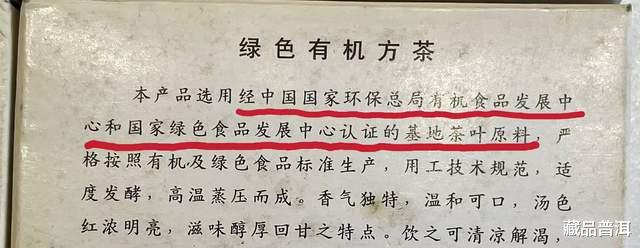 绿色有机方茶
本产品选用经中国国家环保总局有机食品发展中
心和国家绿色食品发展中心认证的基地茶叶原料，严
格按照有机及绿色食品标准生产，用工技术规范，适
度发酵，高温蒸压而成。香气独特，温和可口，汤色
红浓明亮，滋味醇厚回甘之特点。饮之可清凉解渴，
藏品普洱